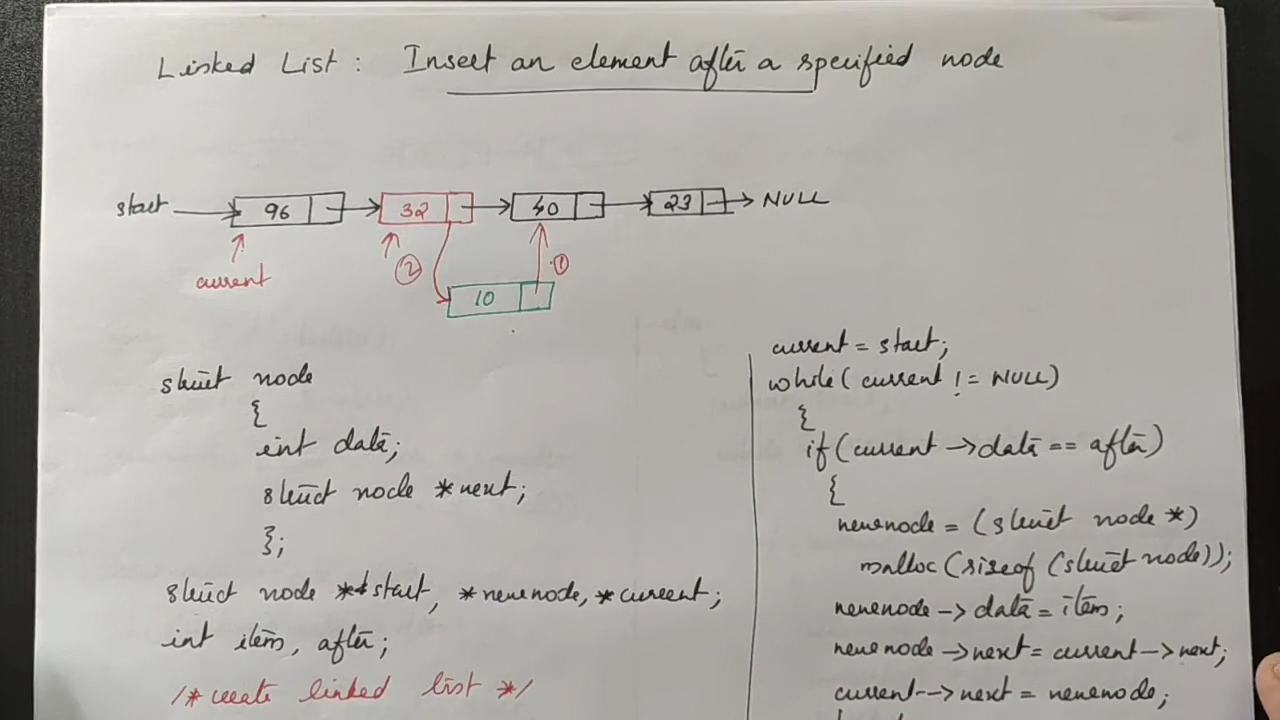 Linked List : Insert an element after a specified node
start 96 32 40 23 NULL
current 2 1
10
struct node
{
int data;
struct node *next;
};
struct node *start, *newnode, *current;
int item, after;
/*create linked list */
current = start;
while( current != NULL)
{
if(current ->data == after)
{
newnode = (struct node *)
malloc(sizeof (struct node));
newnode -> data = item;
newnode ->next = current -> next;
current -> next = newnode;